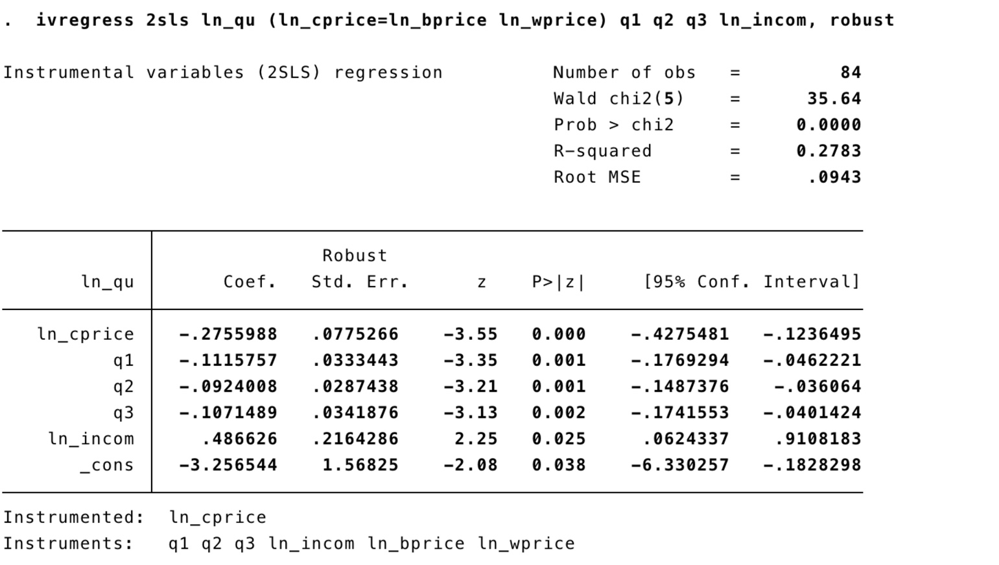 . ivregress 2sls ln_qu (ln_cprice=ln_bprice ln_wprice) q1 q2 q3 ln_incom, robust
Instrumental variables (2SLS) regression Number of obs = 84
Wald chi2(5) = 35.64
Prob > chi2 = 0.0000
R-squared = 0.2783
Root MSE = .0943
Robust
ln_qu Coef. Std. Err. z P>|z| [95% Conf. Interval]
ln_cprice -.2755988 .0775266 -3.55 0.000 -.4275481 -.1236495
q1 -.1115757 .0333443 -3.35 0.001 -.1769294 -.0462221
q2 -.0924008 .0287438 -3.21 0.001 -.1487376 -.036064
q3 -.1071489 .0341876 -3.13 0.002 -.1741553 -.0401424
ln_incom .486626 .2164286 2.25 0.025 .0624337 .9108183
_cons -3.256544 1.56825 -2.08 0.038 -6.330257 -.1828298
Instrumented: ln_cprice
Instruments: q1 q2 q3 ln_incom ln_bprice ln_wprice